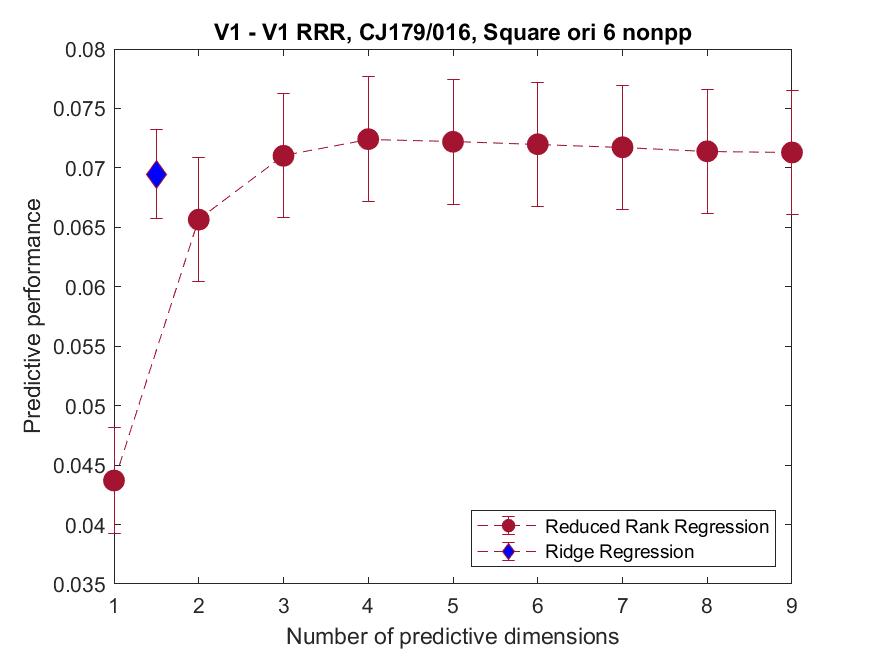 V1 - V1 RRR, CJ179/016, Square ori 6 nonpp
0.08
0.075
0.07
0.065
0.06
0.055
0.05
0.045
0.04
0.035
Predictive performance
1 2 3 4 5 6 7 8 9
Number of predictive dimensions
Reduced Rank Regression
Ridge Regression